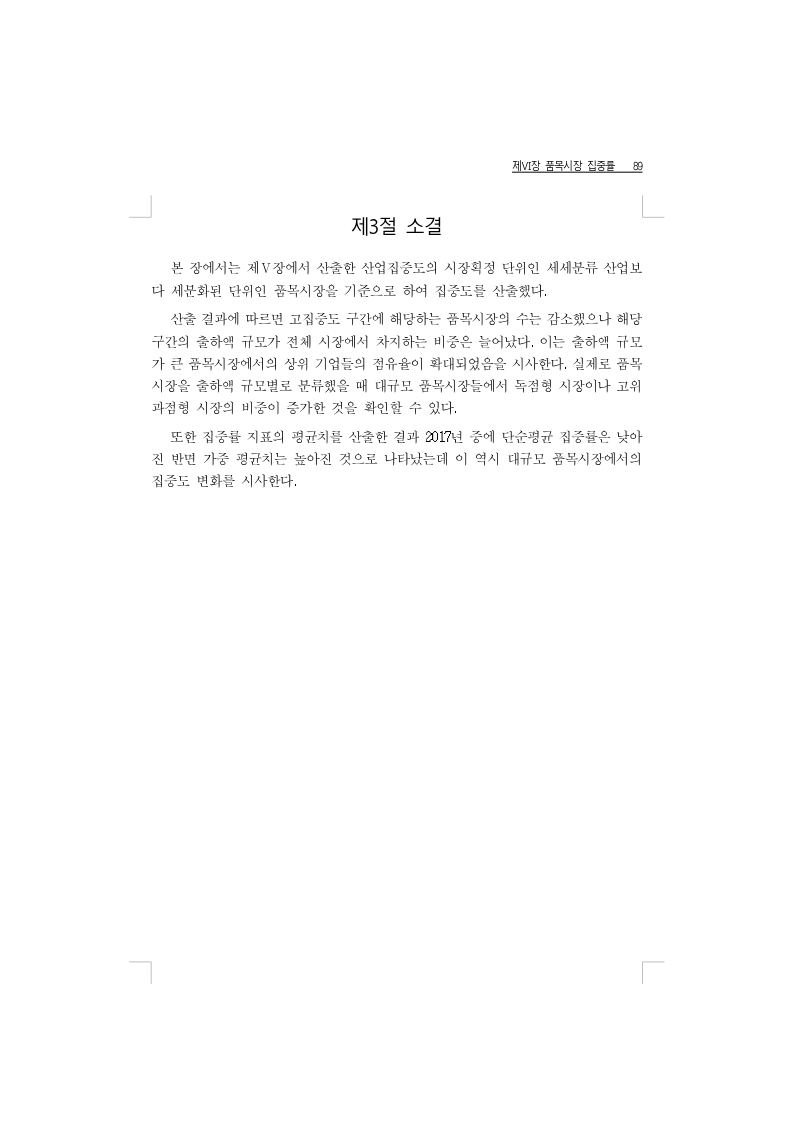 제VI장 품목시장 집중률 89
제3절 소결
본 장에서는 제Ⅴ장에서 산출한 산업집중도의 시장획정 단위인 세세분류 산업보
다 세분화된 단위인 품목시장을 기준으로 하여 집중도를 산출했다.
산출 결과에 따르면 고집중도 구간에 해당하는 품목시장의 수는 감소했으나 해당
구간의 출하액 규모가 전체 시장에서 차지하는 비중은 늘어났다. 이는 출하액 규모
가 큰 품목시장에서의 상위 기업들의 점유율이 확대되었음을 시사한다. 실제로 품목
시장을 출하액 규모별로 분류했을 때 대규모 품목시장들에서 독점형 시장이나 고위
과점형 시장의 비중이 증가한 것을 확인할 수 있다.
또한 집중률 지표의 평균치를 산출한 결과 2017년 중에 단순평균 집중률은 낮아
진 반면 가중 평균치는 높아진 것으로 나타났는데 이 역시 대규모 품목시장에서의
집중도 변화를 시사한다.